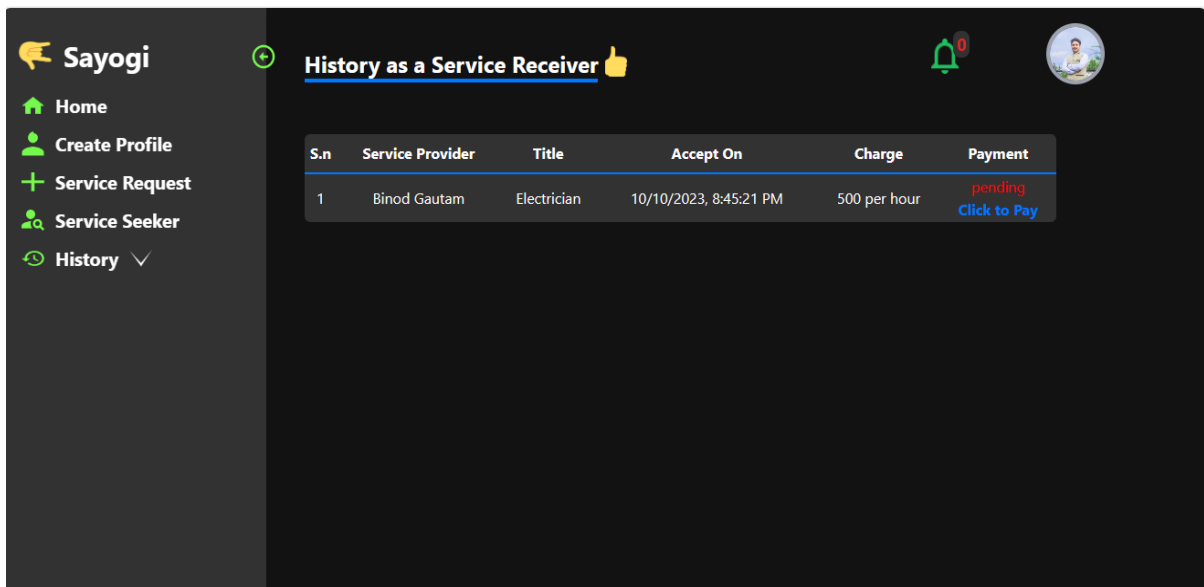 Sayogi
Home
Create Profile
Service Request
Service Seeker
History
History as a Service Receiver
0
S.n Service Provider Title Accept On Charge Payment
1 Binod Gautam Electrician 10/10/2023, 8:45:21 PM 500 per hour pending
Click to Pay